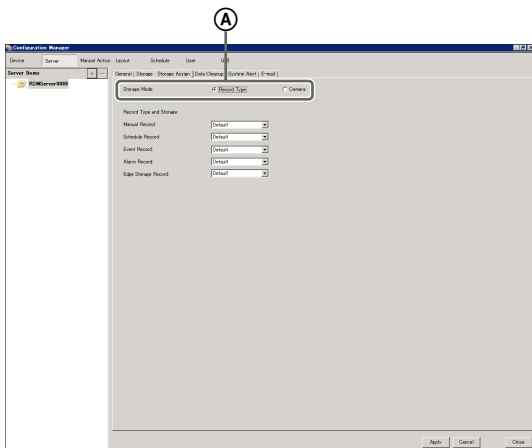 A
Configuration Manager
Device Server Manual Action Layout Schedule User
Server Items + -
General Storage Storage Assign Data Cleanup System Alert E-mail
RSMServer0008
Storage Mode: Record Type Camera
Record Type and Storage:
Manual Record: Default
Schedule Record: Default
Event Record: Default
Alarm Record: Default
Edge Storage Record: Default
Apply Cancel Close